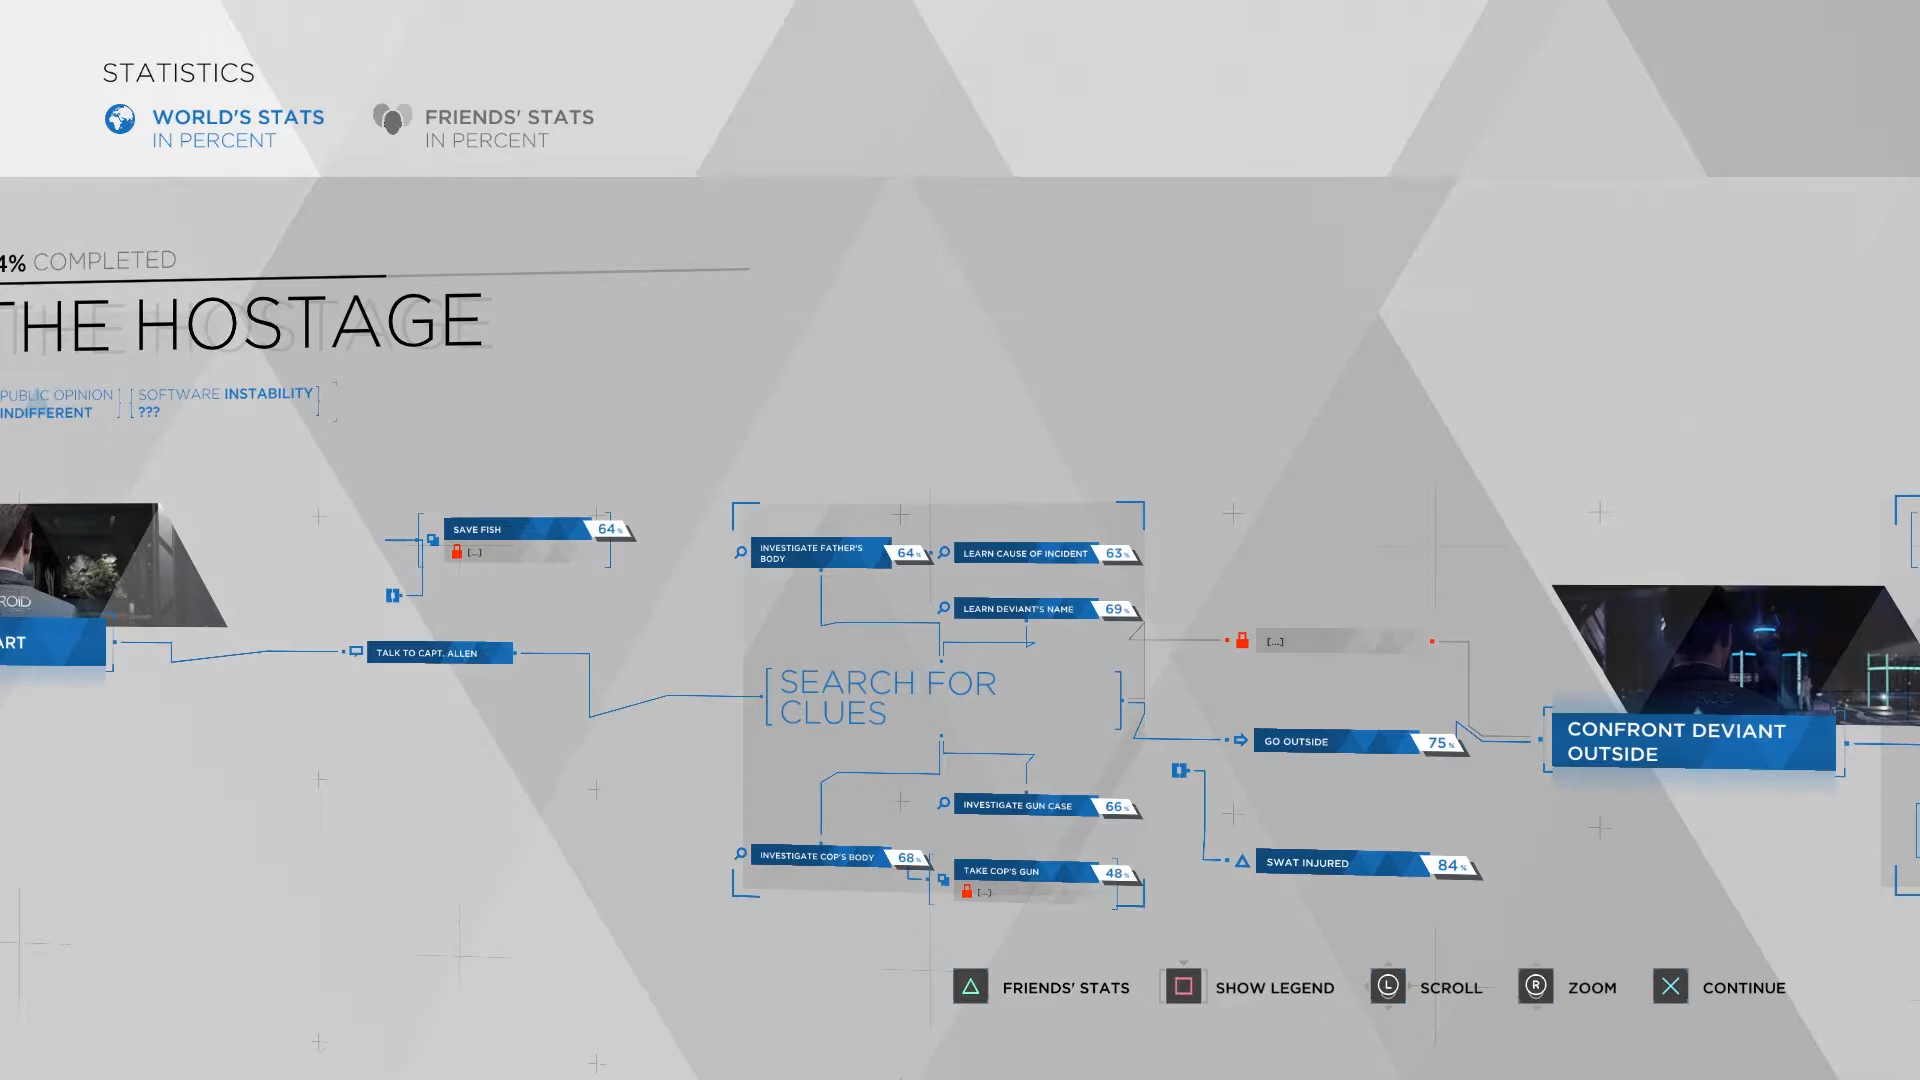 STATISTICS
WORLD'S STATS
IN PERCENT
FRIENDS' STATS
IN PERCENT
4% COMPLETED
THE HOSTAGE
PUBLIC OPINION
INDIFFERENT
SOFTWARE INSTABILITY
???
SAVE FISH 64%
[...]
ROID
ART
TALK TO CAPT. ALLEN
INVESTIGATE FATHER'S
BODY
64%
LEARN CAUSE OF INCIDENT 63%
LEARN DEVIANT'S NAME 69%
SEARCH FOR
CLUES
INVESTIGATE GUN CASE 66%
INVESTIGATE COP'S BODY 68%
TAKE COP'S GUN 48%
[...]
[...]
GO OUTSIDE 75%
SWAT INJURED 84%
CONFRONT DEVIANT
OUTSIDE
FRIENDS' STATS
SHOW LEGEND
L SCROLL
R ZOOM
CONTINUE